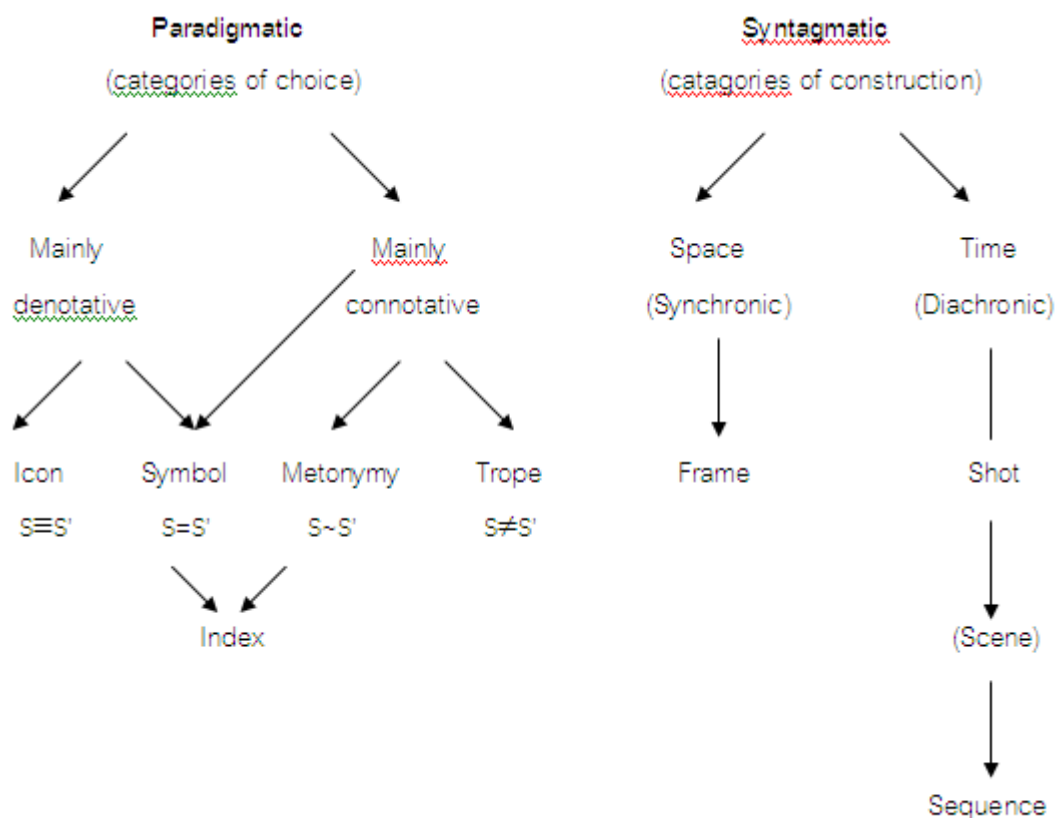 Paradigmatic
(categories of choice)
Syntagmatic
(catagories of construction)
Mainly
denotative
Mainly
connotative
Space
(Synchronic)
Time
(Diachronic)
Icon
S≡S'
Symbol
S=S'
Metonymy
S~S'
Trope
S≠S'
Index
Frame
Shot
(Scene)
Sequence